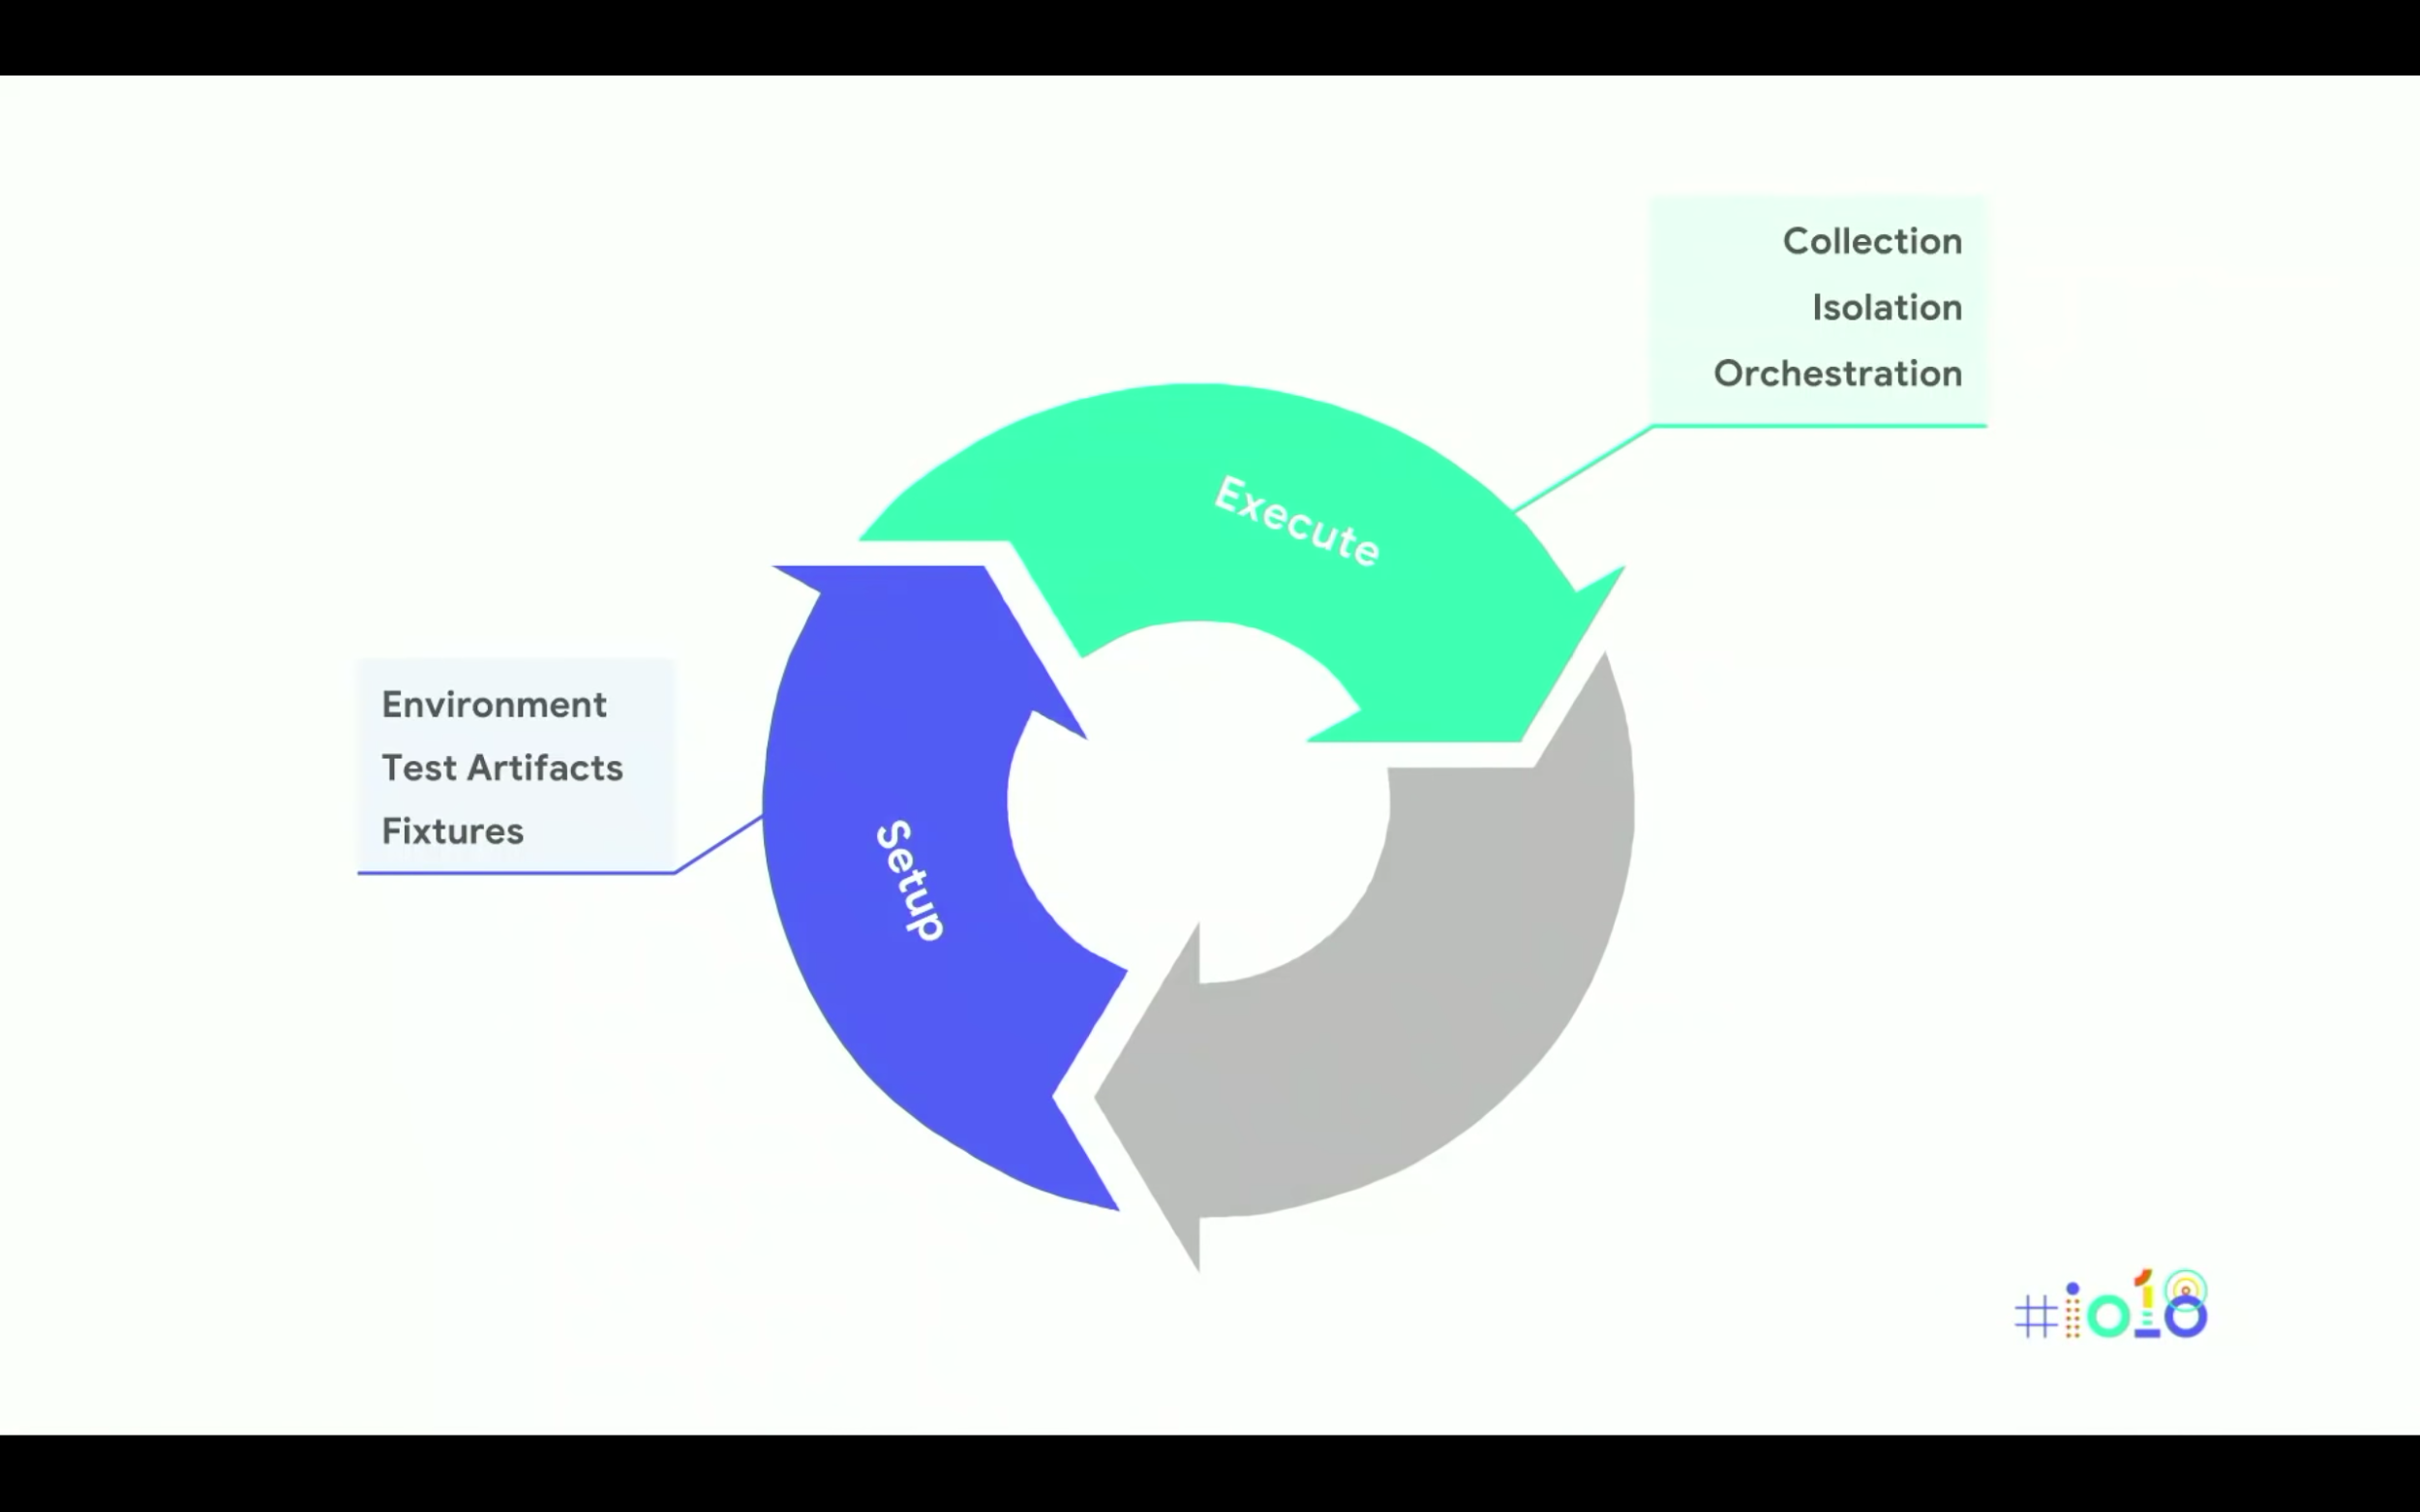 Collection
Isolation
Orchestration
Execute
Environment
Test Artifacts
Fixtures
Setup
#io18